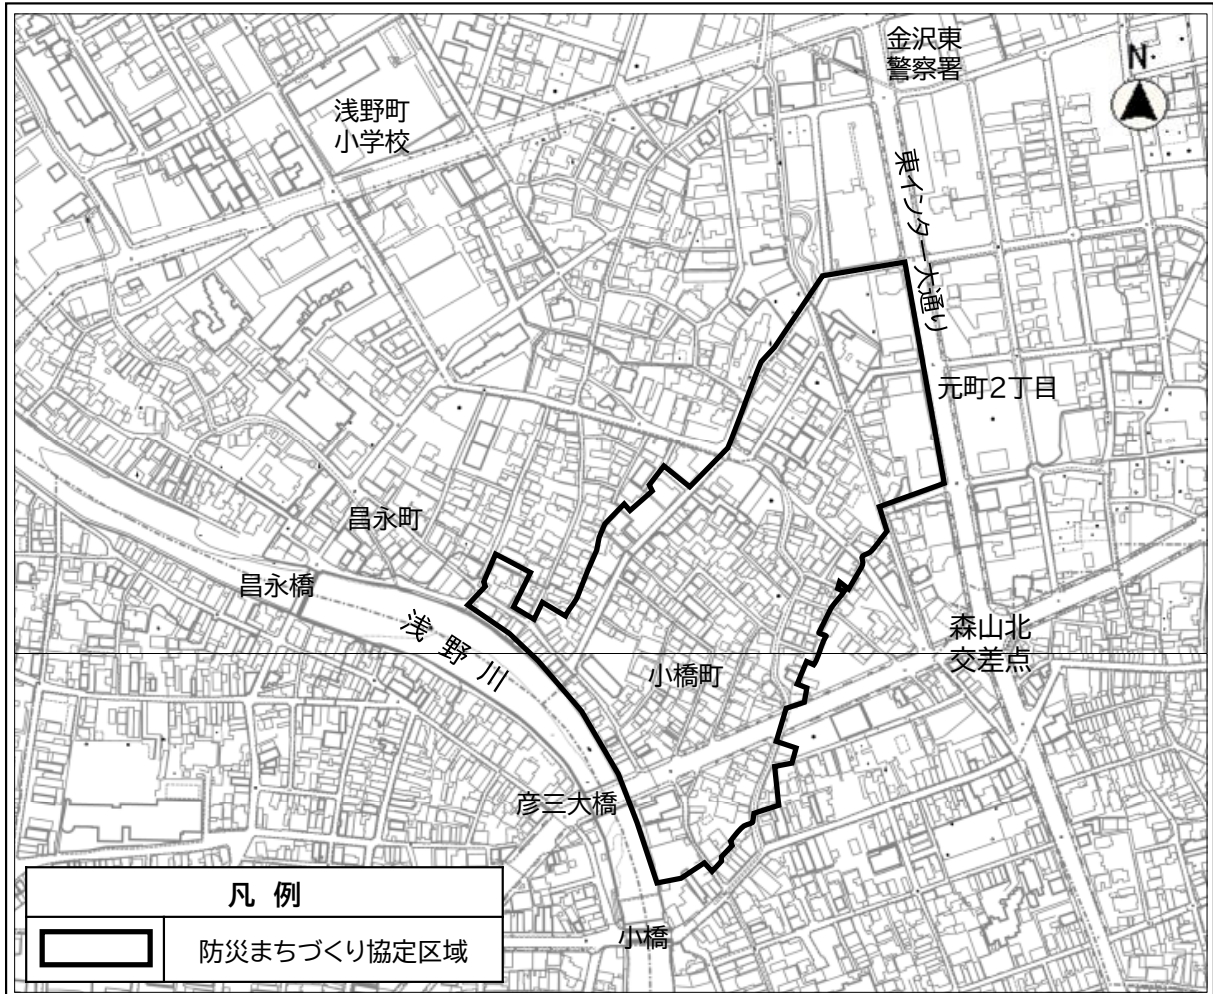 金沢東
警察署
N
浅野町
小学校
東インター大通り
元町2丁目
昌永町
昌永橋
浅野川
森山北
交差点
小橋町
彦三大橋
小橋
凡例
防災まちづくり協定区域